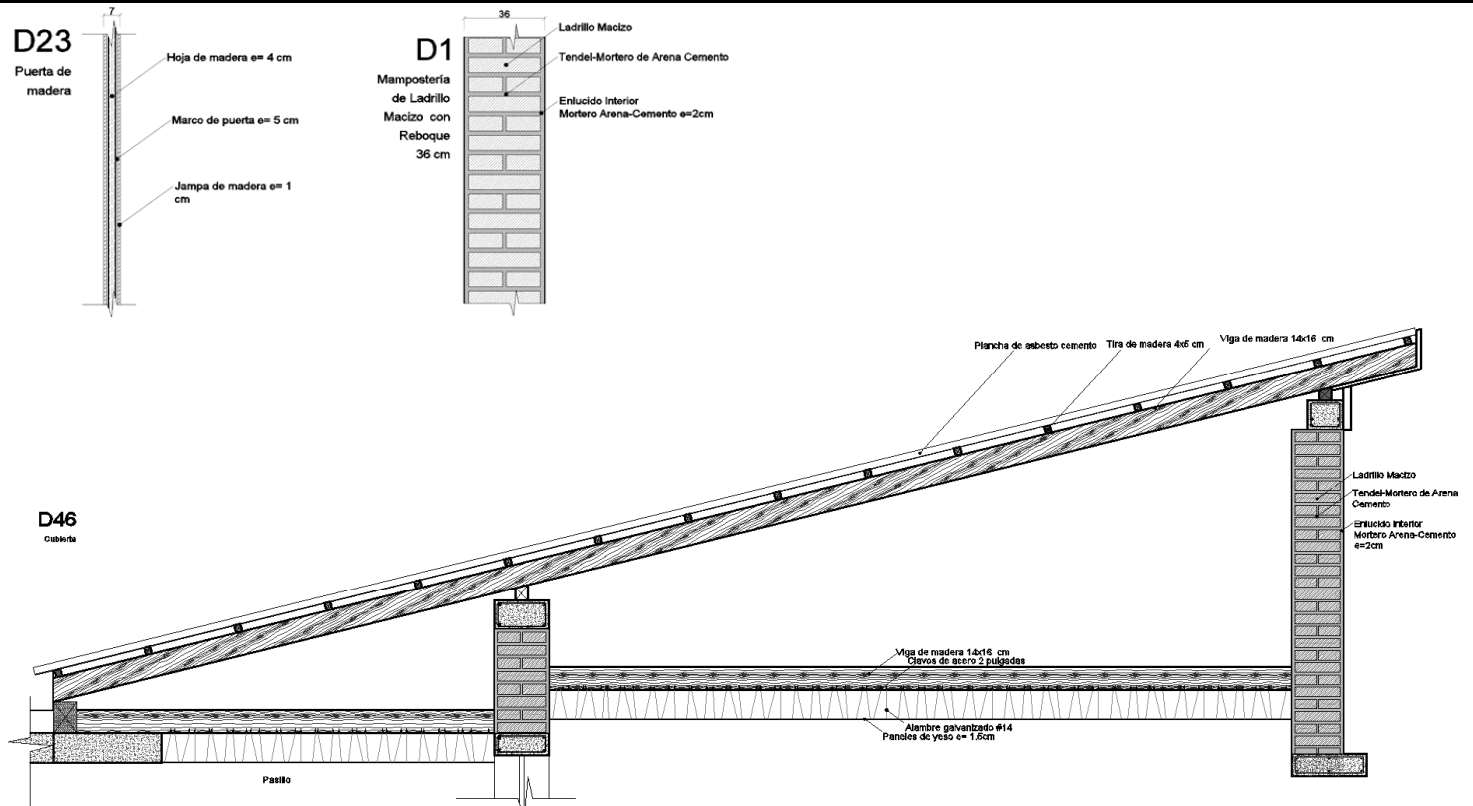 7
D23
Puerta de
madera
Hoja de madera e= 4 cm
Marco de puerta e= 5 cm
Jampa de madera e= 1
cm
36
D1
Mampostería
de Ladrillo
Macizo con
Reboque
36 cm
Ladrillo Macizo
Tendel-Mortero de Arena Cemento
Enlucido Interior
Mortero Arena-Cemento e=2cm
Plancha de asbesto cemento
Tira de madera 4x5 cm
Viga de madera 14x16 cm
D46
Cubierta
Ladrillo Macizo
Tendel-Mortero de Arena
Cemento
Enlucido Interior
Mortero Arena-Cemento
e=2cm
Viga de madera 14x16 cm
Clavos de acero 2 pulgadas
Alambre galvanizado #14
Paneles de yeso e= 1.5cm
Pasillo